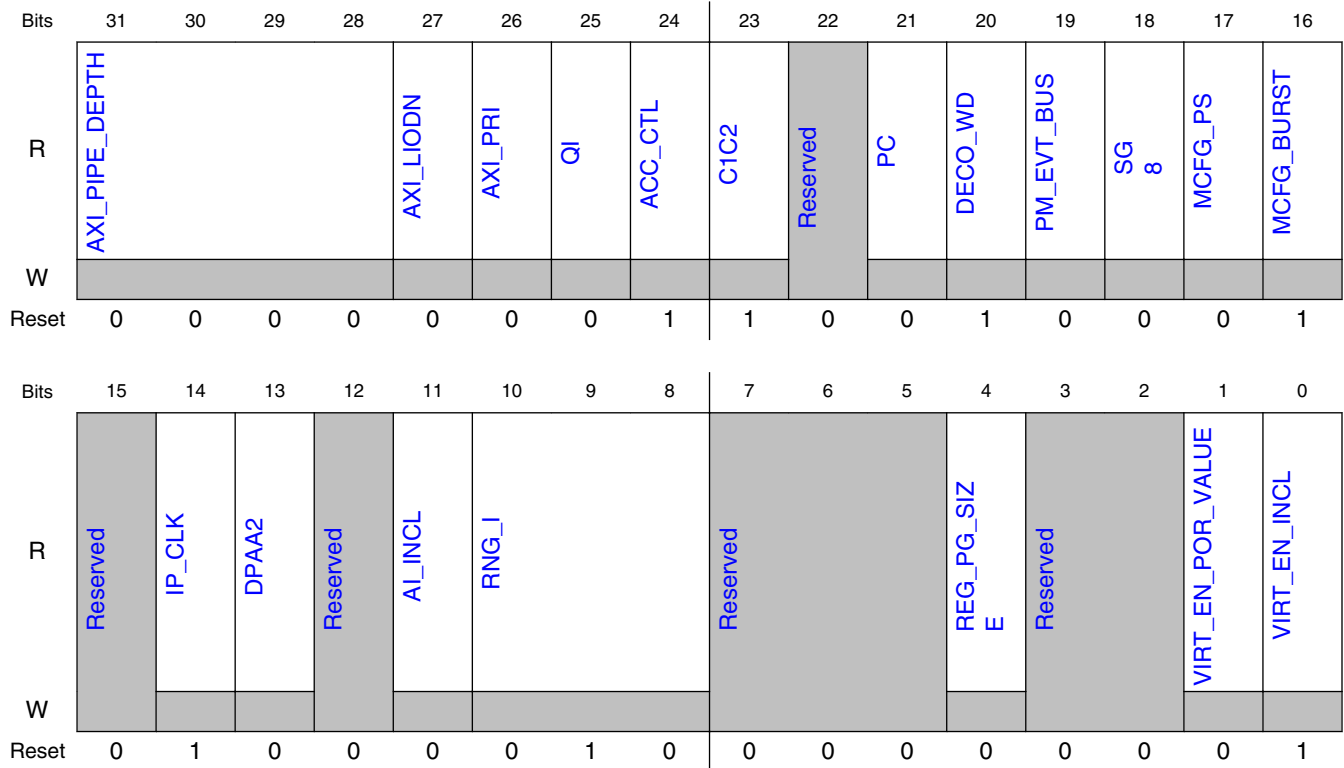 Bits 31 30 29 28 27 26 25 24 23 22 21 20 19 18 17 16
R AXI_PIPE_DEPTH AXI_LIODN AXI_PRI QI ACC_CTL C1C2 Reserved PC DECO_WD PM_EVT_BUS SG
8 MCFG_PS MCFG_BURST
W
Reset 0 0 0 0 0 0 0 1 1 0 0 1 0 0 0 1
Bits 15 14 13 12 11 10 9 8 7 6 5 4 3 2 1 0
R Reserved IP_CLK DPAA2 Reserved AI_INCL RNG_I Reserved REG_PG_SIZ
E Reserved VIRT_EN_POR_VALUE VIRT_EN_INCL
W
Reset 0 1 0 0 0 0 1 0 0 0 0 0 0 0 0 1